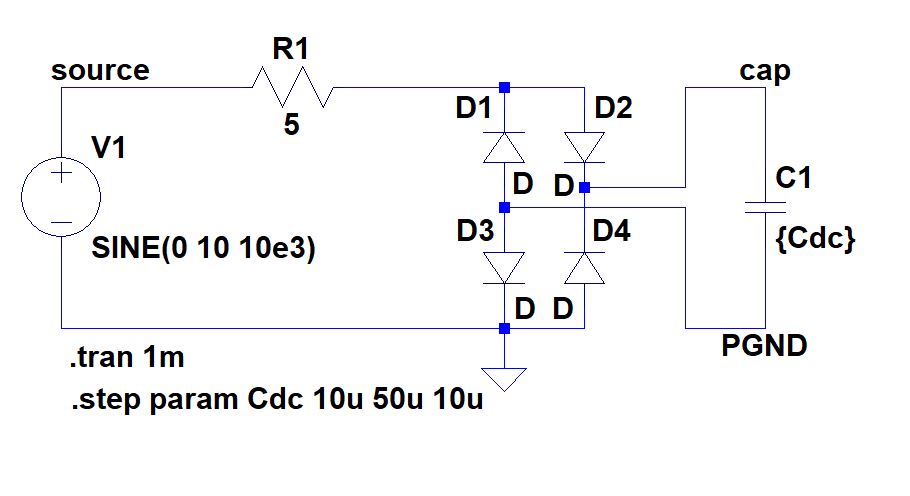 R1
source
cap
5
D1
D2
V1
+
D
D
C1
−
D3
D4
{Cdc}
SINE(0 10 10e3)
D
D
PGND
.tran 1m
.step param Cdc 10u 50u 10u